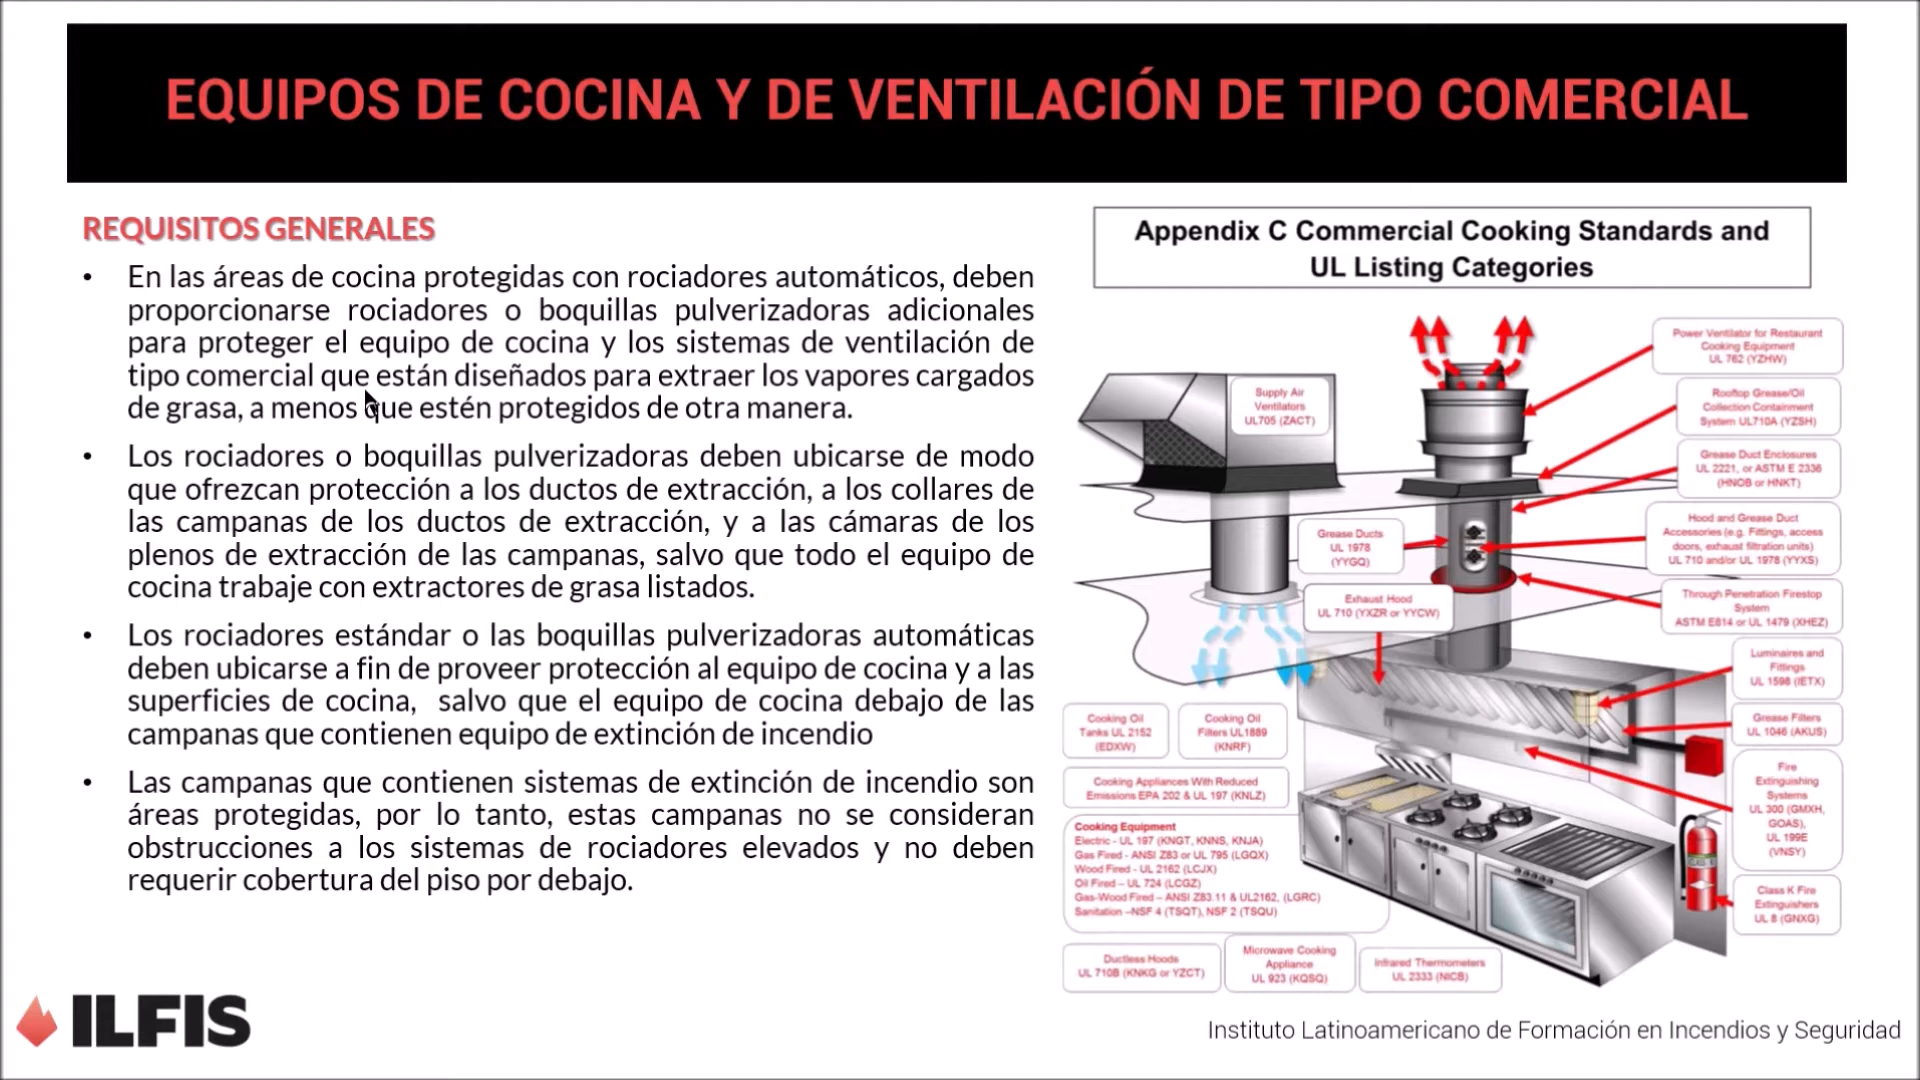 EQUIPOS DE COCINA Y DE VENTILACIÓN DE TIPO COMERCIAL
REQUISITOS GENERALES
• En las áreas de cocina protegidas con rociadores automáticos, deben
proporcionarse rociadores o boquillas pulverizadoras adicionales
para proteger el equipo de cocina y los sistemas de ventilación de
tipo comercial que están diseñados para extraer los vapores cargados
de grasa, a menos que estén protegidos de otra manera.
• Los rociadores o boquillas pulverizadoras deben ubicarse de modo
que ofrezcan protección a los ductos de extracción, a los collares de
las campanas de los ductos de extracción, y a las cámaras de los
plenos de extracción de las campanas, salvo que todo el equipo de
cocina trabaje con extractores de grasa listados.
• Los rociadores estándar o las boquillas pulverizadoras automáticas
deben ubicarse a fin de proveer protección al equipo de cocina y a las
superficies de cocina, salvo que el equipo de cocina debajo de las
campanas que contienen equipo de extinción de incendio
• Las campanas que contienen sistemas de extinción de incendio son
áreas protegidas, por lo tanto, estas campanas no se consideran
obstrucciones a los sistemas de rociadores elevados y no deben
requerir cobertura del piso por debajo.
Appendix C Commercial Cooking Standards and
UL Listing Categories
Supply Air
Ventilators
UL705 (ZACT)
Power Ventilator for Restaurant
Cooking Equipment
UL 762 (YZHW)
Rooftop Grease/Oil
Collection Containment
System UL710A (YZSH)
Grease Duct Enclosures
UL 2221, or ASTM E 2336
(HNOB or HNKT)
Hood and Grease Duct
Accessories (e.g. Fittings, access
doors, exhaust filtration units)
UL 710 and/or UL 1978 (YYXS)
Grease Ducts
UL 1978
(YYGQ)
Exhaust Hood
UL 710 (YXZR or YYCW)
Through Penetration Firestop
System
ASTM E814 or UL 1479 (XHEZ)
Luminaires and
Fittings
UL 1598 (IETX)
Grease Filters
UL 1046 (AKUS)
Fire
Extinguishing
Systems
UL 300 (GMXH,
GOAS),
UL 199E
(VNSY)
Class K Fire
Extinguishers
UL 8 (GNXG)
Cooking Oil
Tanks UL 2152
(EDXW)
Cooking Oil
Filters UL1889
(KNRF)
Cooking Appliances With Reduced
Emissions EPA 202 & UL 197 (KNLZ)
Cooking Equipment
Electric - UL 197 (KNGT, KNNS, KNJA)
Gas Fired - ANSI Z83 or UL 795 (LGQX)
Wood Fired - UL 2162 (LCJX)
Oil Fired – UL 724 (LCGZ)
Gas-Wood Fired – ANSI Z83.11 & UL2162, (LGRC)
Sanitation –NSF 4 (TSQT), NSF 2 (TSQU)
Ductless Hoods
UL 710B (KNKG or YZCT)
Microwave Cooking
Appliance
UL 923 (KQSQ)
Infrared Thermometers
UL 2333 (NICB)
ILFIS
Instituto Latinoamericano de Formación en Incendios y Seguridad